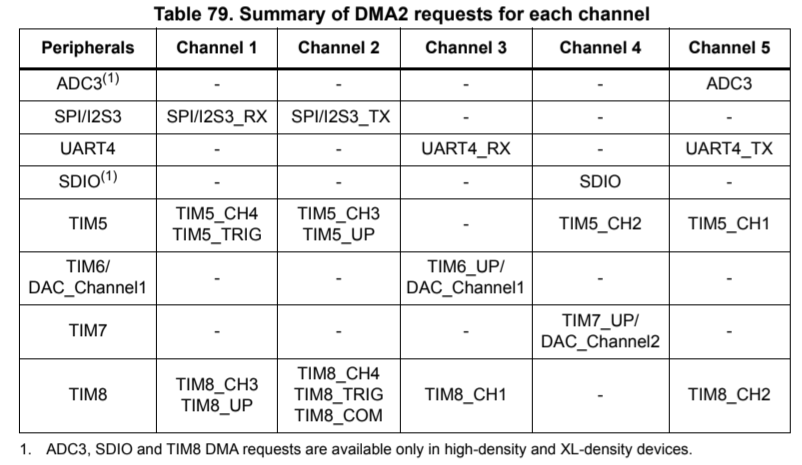 Table 79. Summary of DMA2 requests for each channel
Peripherals Channel 1 Channel 2 Channel 3 Channel 4 Channel 5
ADC3(1) - - - - ADC3
SPI/I2S3 SPI/I2S3_RX SPI/I2S3_TX - - -
UART4 - - UART4_RX - UART4_TX
SDIO(1) - - - SDIO -
TIM5 TIM5_CH4 TIM5_TRIG TIM5_CH3 TIM5_UP - TIM5_CH2 TIM5_CH1
TIM6/ DAC_Channel1 - - TIM6_UP/ DAC_Channel1 - -
TIM7 - - - TIM7_UP/ DAC_Channel2 -
TIM8 TIM8_CH3 TIM8_UP TIM8_CH4 TIM8_TRIG TIM8_COM TIM8_CH1 - TIM8_CH2
1. ADC3, SDIO and TIM8 DMA requests are available only in high-density and XL-density devices.